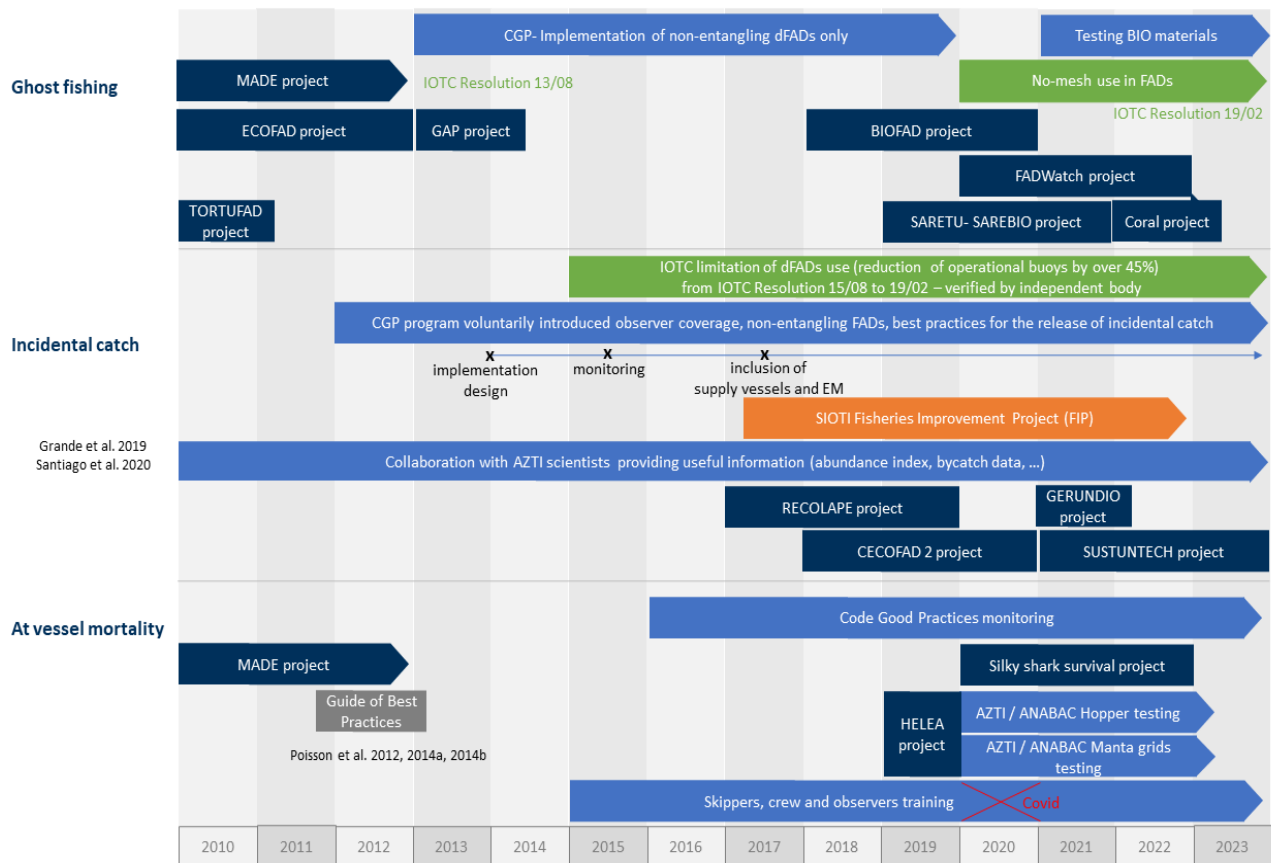 CGP- Implementation of non-entangling dFADs only
Testing BIO materials
Ghost fishing
MADE project
IOTC Resolution 13/08
No-mesh use in FADs
IOTC Resolution 19/02
ECOFAD project
GAP project
BIOFAD project
FADWatch project
TORTUFAD
project
SARETU- SAREBIO project
Coral project
IOTC limitation of dFADs use (reduction of operational buoys by over 45%)
from IOTC Resolution 15/08 to 19/02 – verified by independent body
CGP program voluntarily introduced observer coverage, non-entangling FADs, best practices for the release of incidental catch
Incidental catch
x
x
x
implementation
design
monitoring
inclusion of
supply vessels and EM
SIOTI Fisheries Improvement Project (FIP)
Grande et al. 2019
Santiago et al. 2020
Collaboration with AZTI scientists providing useful information (abundance index, bycatch data, ...)
RECOLAPE project
GERUNDIO
project
CECOFAD 2 project
SUSTUNTECH project
Code Good Practices monitoring
At vessel mortality
MADE project
Silky shark survival project
Guide of Best
Practices
HELEA
project
AZTI / ANABAC Hopper testing
AZTI / ANABAC Manta grids
testing
Poisson et al. 2012, 2014a, 2014b
Skippers, crew and observers training
Covid
2010 2011 2012 2013 2014 2015 2016 2017 2018 2019 2020 2021 2022 2023